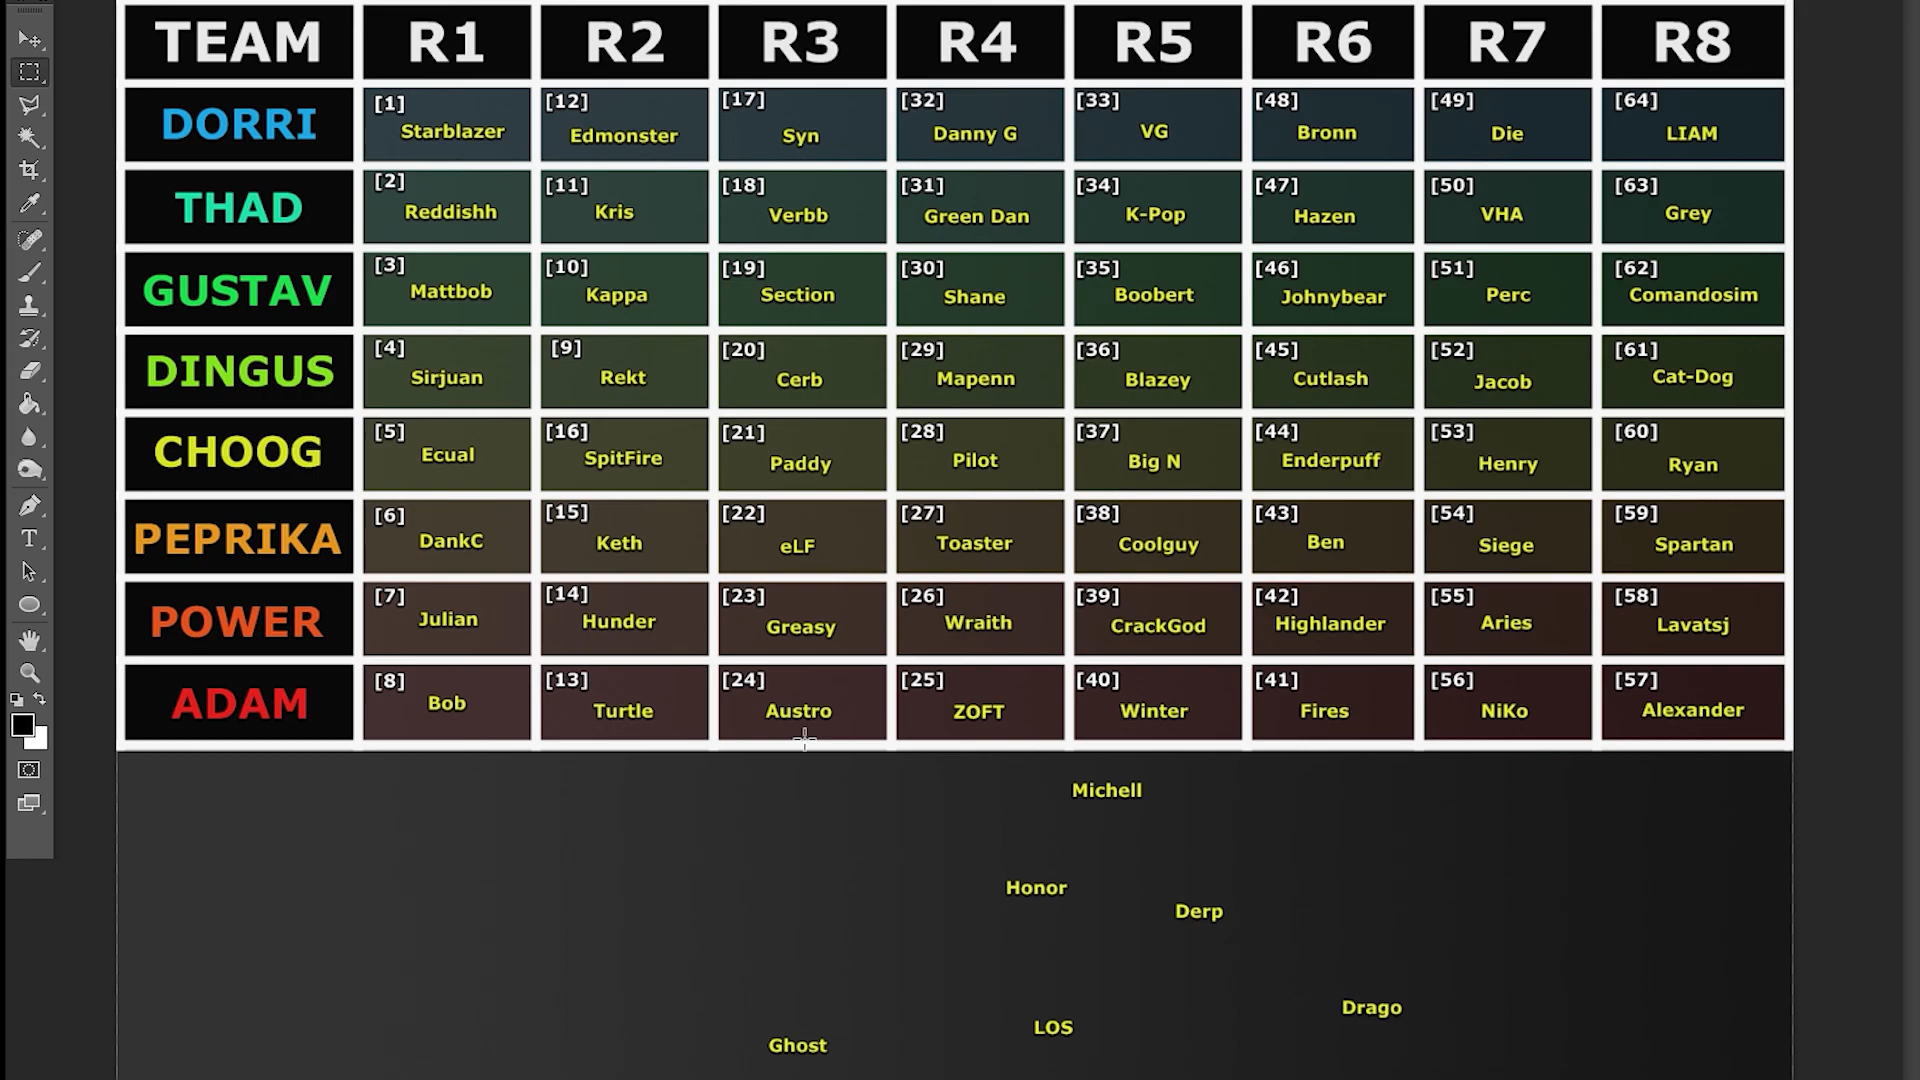 TEAM R1 R2 R3 R4 R5 R6 R7 R8
DORRI [1] Starblazer [12] Edmonster [17] Syn [32] Danny G [33] VG [48] Bronn [49] Die [64] LIAM
THAD [2] Reddishh [11] Kris [18] Verbb [31] Green Dan [34] K-Pop [47] Hazen [50] VHA [63] Grey
GUSTAV [3] Mattbob [10] Kappa [19] Section [30] Shane [35] Boobert [46] Johnybear [51] Perc [62] Comandosim
DINGUS [4] Sirjuan [9] Rekt [20] Cerb [29] Mapenn [36] Blazey [45] Cutlash [52] Jacob [61] Cat-Dog
CHOOG [5] Ecual [16] SpitFire [21] Paddy [28] Pilot [37] Big N [44] Enderpuff [53] Henry [60] Ryan
PEPRIKA [6] DankC [15] Keth [22] eLF [27] Toaster [38] Coolguy [43] Ben [54] Siege [59] Spartan
POWER [7] Julian [14] Hunder [23] Greasy [26] Wraith [39] CrackGod [42] Highlander [55] Aries [58] Lavatsj
ADAM [8] Bob [13] Turtle [24] Austro [25] ZOFT [40] Winter [41] Fires [56] NiKo [57] Alexander
Michell
Honor
Derp
Drago
LOS
Ghost